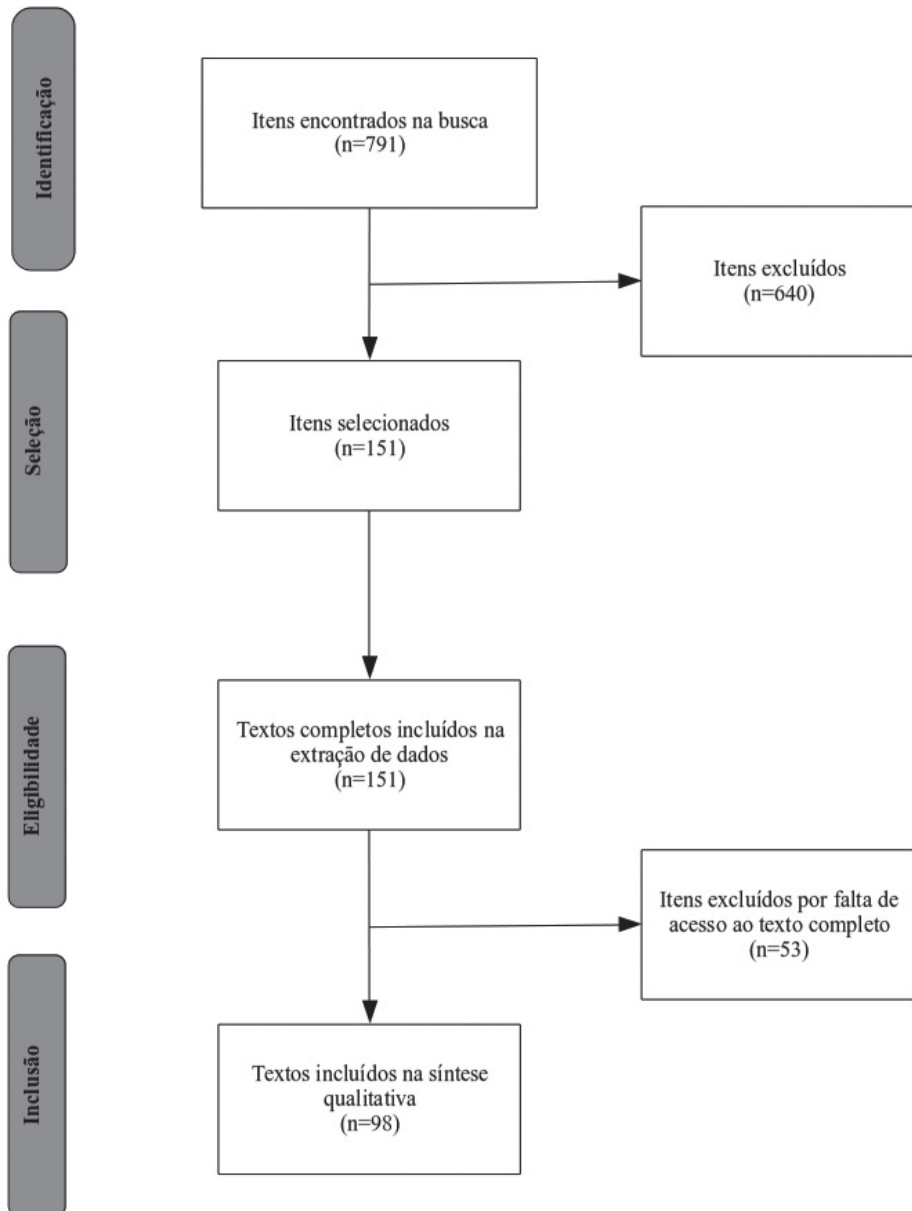 Identificação
Itens encontrados na busca
(n=791)
Itens excluídos
(n=640)
Seleção
Itens selecionados
(n=151)
Eligibilidade
Textos completos incluídos na
extração de dados
(n=151)
Itens excluídos por falta de
acesso ao texto completo
(n=53)
Inclusão
Textos incluídos na síntese
qualitativa
(n=98)